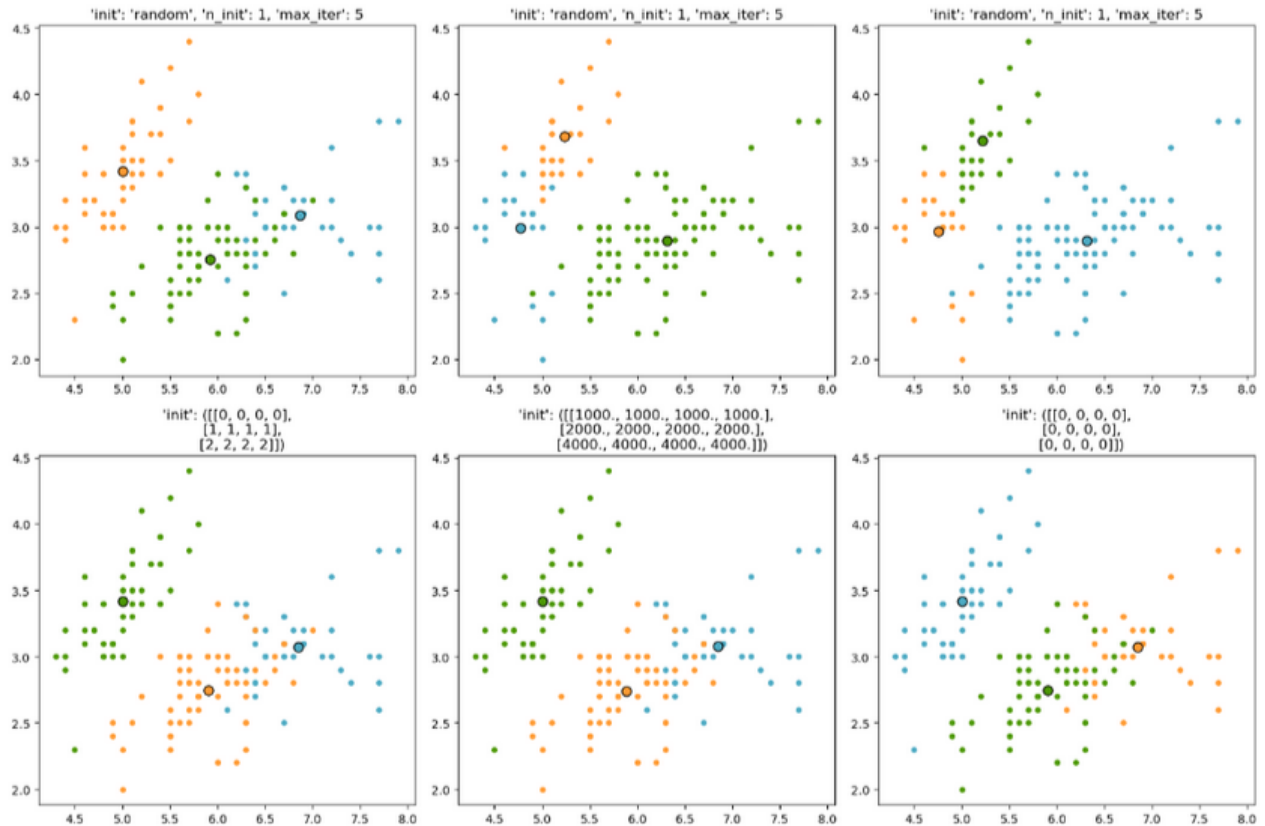 'init': 'random', 'n_init': 1, 'max_iter': 5
4.5
4.0
3.5
3.0
2.5
2.0
4.5 5.0 5.5 6.0 6.5 7.0 7.5 8.0
'init': 'random', 'n_init': 1, 'max_iter': 5
4.5
4.0
3.5
3.0
2.5
2.0
4.5 5.0 5.5 6.0 6.5 7.0 7.5 8.0
'init': 'random', 'n_init': 1, 'max_iter': 5
4.5
4.0
3.5
3.0
2.5
2.0
4.5 5.0 5.5 6.0 6.5 7.0 7.5 8.0
'init': ([[0, 0, 0, 0],
[1, 1, 1, 1],
[2, 2, 2, 2]])
4.5
4.0
3.5
3.0
2.5
2.0
4.5 5.0 5.5 6.0 6.5 7.0 7.5 8.0
'init': ([[1000., 1000., 1000., 1000.],
[2000., 2000., 2000., 2000.],
[4000., 4000., 4000., 4000.]])
4.5
4.0
3.5
3.0
2.5
2.0
4.5 5.0 5.5 6.0 6.5 7.0 7.5 8.0
'init': ([[0, 0, 0, 0],
[0, 0, 0, 0],
[0, 0, 0, 0]])
4.5
4.0
3.5
3.0
2.5
2.0
4.5 5.0 5.5 6.0 6.5 7.0 7.5 8.0